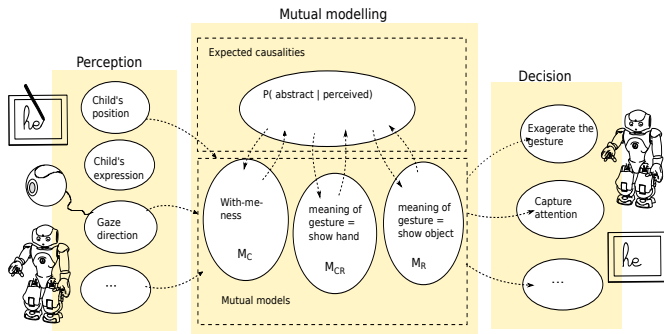 Mutual modelling
Perception
Expected causalities
Decision
Child's
position
he
P( abstract | perceived)
Exagerate the
gesture
Child's
expression
With-me-
ness
M_C
meaning of
gesture =
show hand
M_CR
meaning of
gesture =
show object
M_R
Capture
attention
Gaze
direction
he
...
Mutual models
...